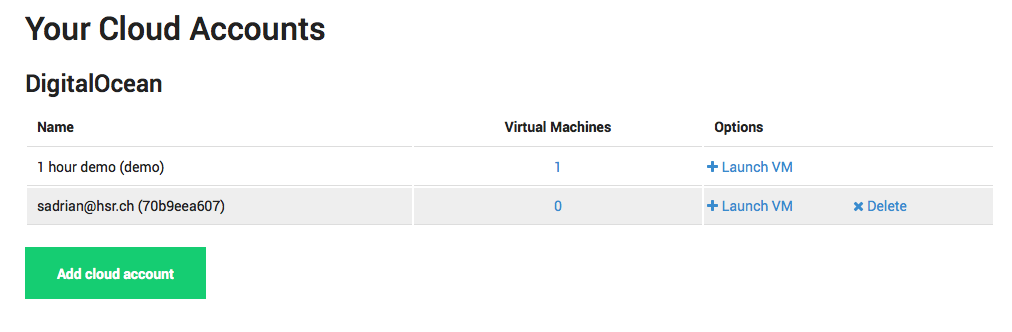 Your Cloud Accounts
DigitalOcean
Name Virtual Machines Options
1 hour demo (demo) 1 Launch VM
sadrian@hsr.ch (70b9eea607) 0 Launch VM Delete
Add cloud account